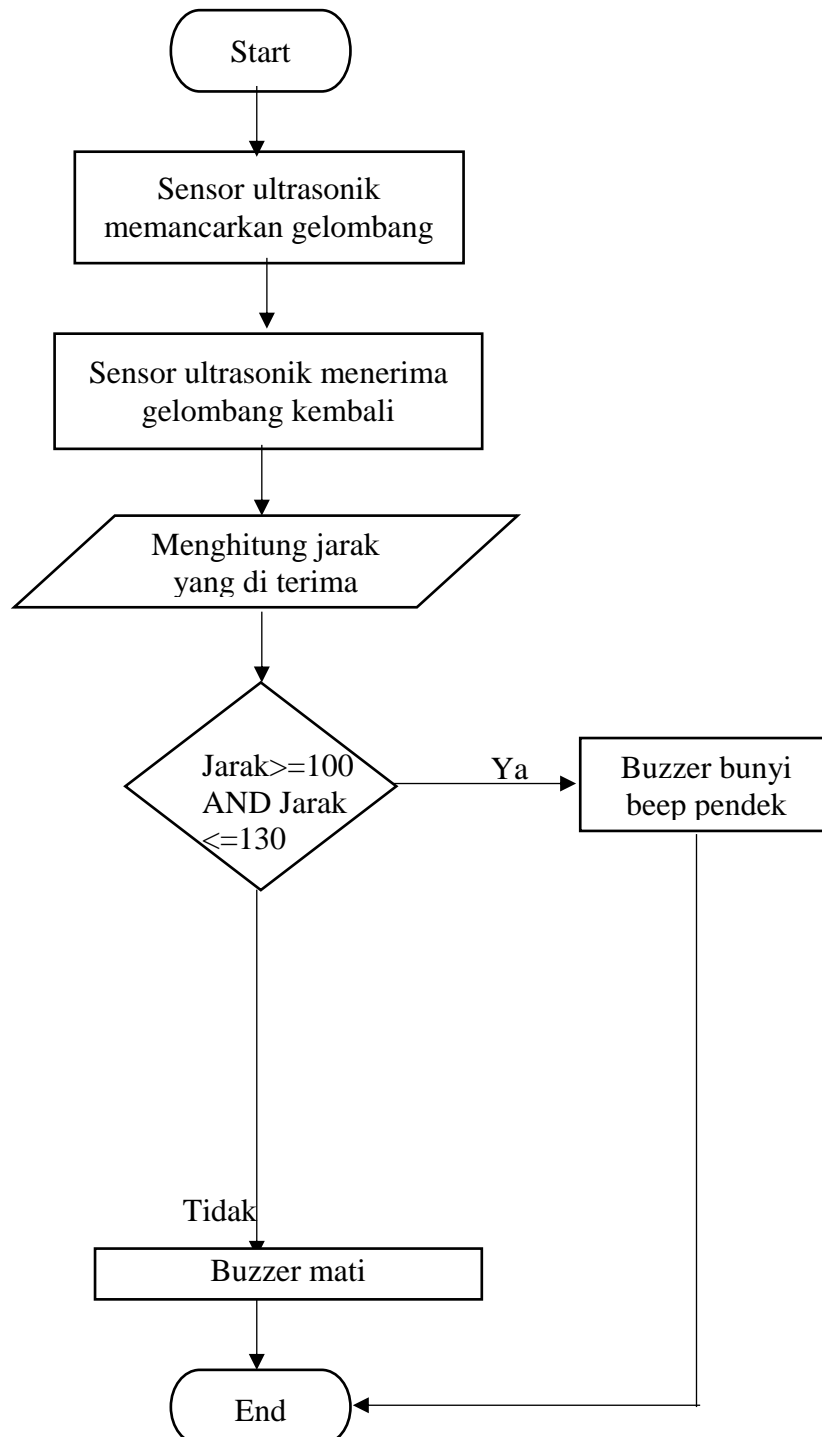 Start
Sensor ultrasonik
memancarkan gelombang
Sensor ultrasonik menerima
gelombang kembali
Menghitung jarak
yang di terima
Jarak>=100
AND Jarak
<=130
Ya
Buzzer bunyi
beep pendek
Tidak
Buzzer mati
End